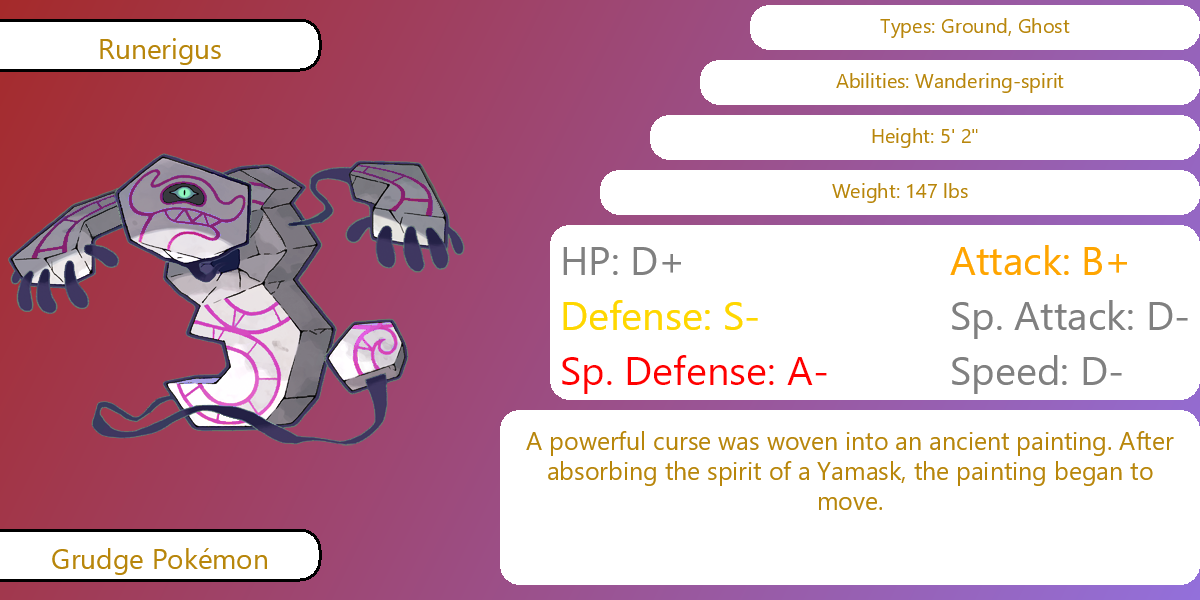 Runerigus
Types: Ground, Ghost
Abilities: Wandering-spirit
Height: 5' 2"
Weight: 147 lbs
HP: D+
Attack: B+
Defense: S-
Sp. Attack: D-
Sp. Defense: A-
Speed: D-
A powerful curse was woven into an ancient painting. After
absorbing the spirit of a Yamask, the painting began to
move.
Grudge Pokémon